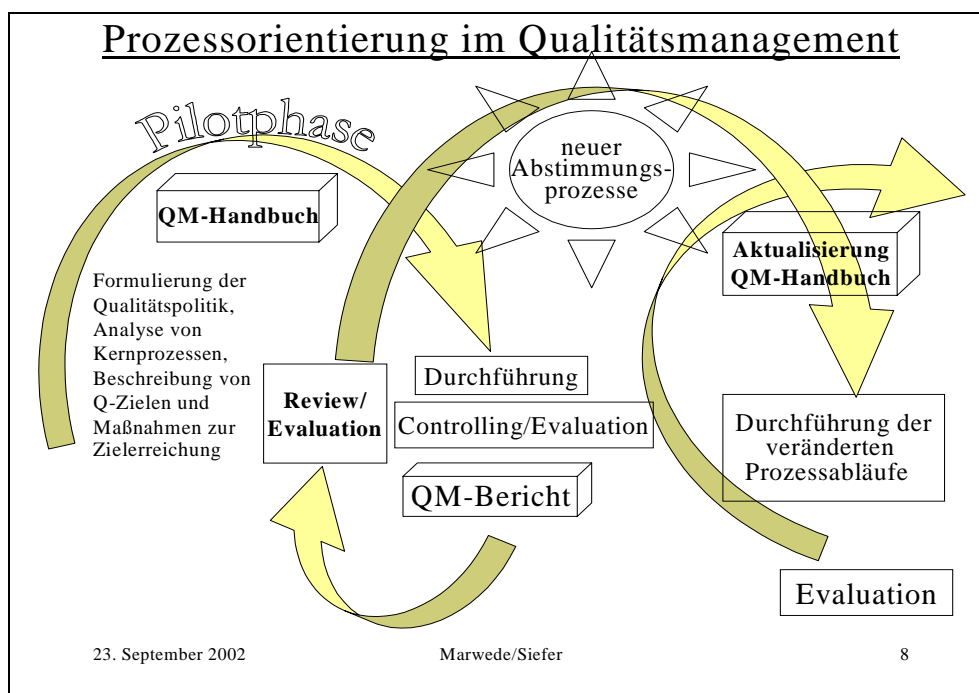 Prozessorientierung im Qualitätsmanagement
Pilotphase
QM-Handbuch
Formulierung der
Qualitätspolitik,
Analyse von
Kernprozessen,
Beschreibung von
Q-Zielen und
Maßnahmen zur
Zielerreichung
Review/
Evaluation
Durchführung
Controlling/Evaluation
QM-Bericht
neuer
Abstimmungs-
prozesse
Aktualisierung
QM-Handbuch
Durchführung der
veränderten
Prozessabläufe
Evaluation
23. September 2002
Marwede/Siefer
8